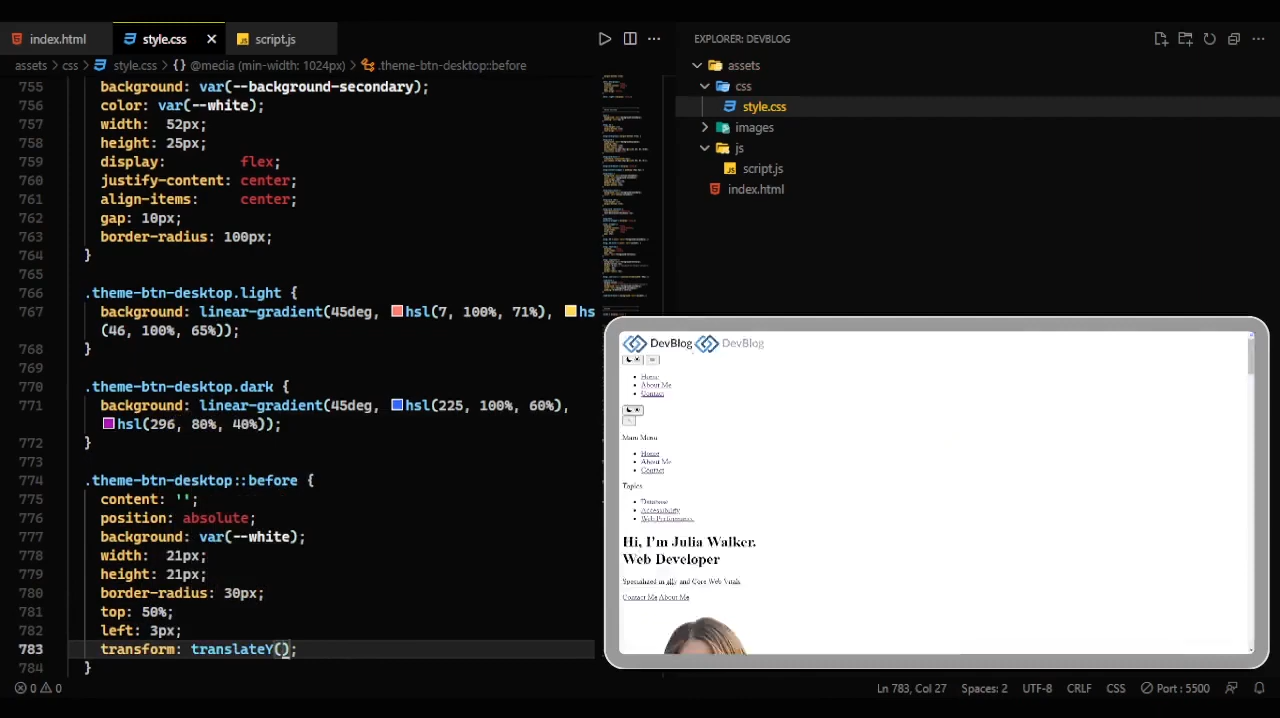 index.html
style.css
script.js
EXPLORER: DEVBLOG
assets > css > style.css > {} @media (min-width: 1024px) > .theme-btn-desktop::before
755 background: var(--background-secondary);
756 color: var(--white);
757 width: 52px;
758 height: 25px;
759 display: flex;
760 justify-content: center;
761 align-items: center;
762 gap: 10px;
763 border-radius: 100px;
764 }
765
766 .theme-btn-desktop.light {
767 background: linear-gradient(45deg, hsl(7, 100%, 71%), hs
(46, 100%, 65%));
768 }
769
770 .theme-btn-desktop.dark {
771 background: linear-gradient(45deg, hsl(225, 100%, 60%),
hsl(296, 80%, 40%));
772 }
773
774 .theme-btn-desktop::before {
775 content: '';
776 position: absolute;
777 background: var(--white);
778 width: 21px;
779 height: 21px;
780 border-radius: 30px;
781 top: 50%;
782 left: 3px;
783 transform: translateY();
784 }
assets
css
style.css
images
js
script.js
index.html
DevBlog DevBlog
Home
About Me
Contact
Main Menu
Home
About Me
Contact
Topics
Database
Accessibility
Web Performance
Hi, I'm Julia Walker.
Web Developer
Specialized in a11y and Core Web Vitals
Contact Me About Me
0 0
Ln 783, Col 27
Spaces: 2
UTF-8
CRLF
CSS
Port : 5500